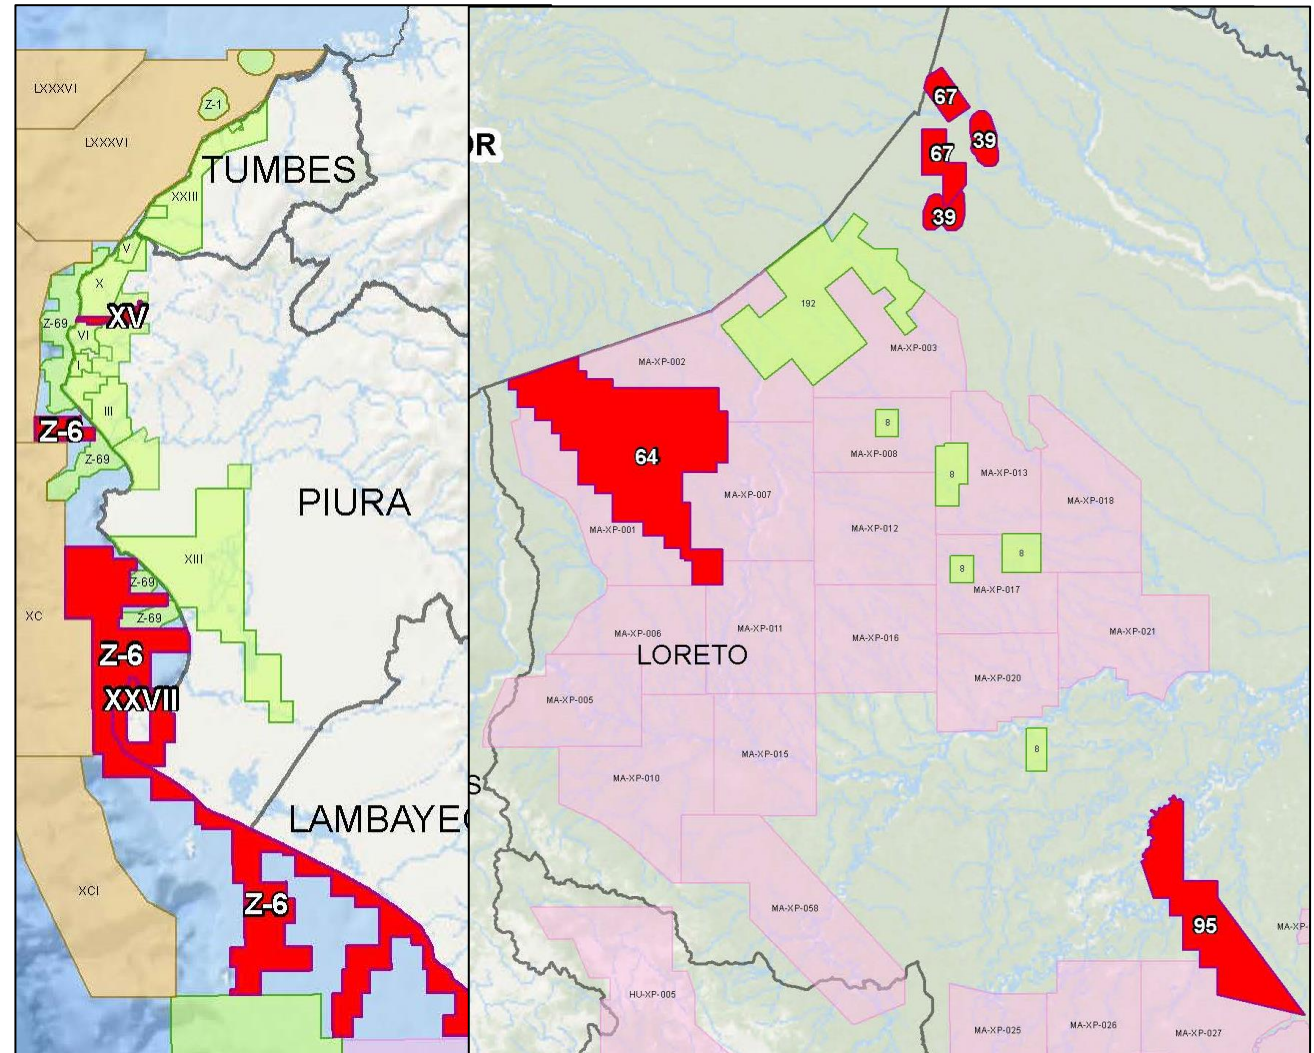 LXXXVI
Z-1
LXXXVI
TUMBES
XXIII
V
X
XV
Z-69
VI
I
III
Z-6
Z-69
PIURA
XIII
Z-69
XC
Z-69
Z-6
XXVII
LAMBAYE
XCI
Z-6
OR
67
39
67
39
192
MA-XP-002
MA-XP-003
8
64
MA-XP-008
8
MA-XP-013
MA-XP-007
MA-XP-018
MA-XP-001
MA-XP-012
8
8
MA-XP-017
MA-XP-006
MA-XP-011
MA-XP-016
MA-XP-021
LORETO
MA-XP-020
MA-XP-005
8
MA-XP-015
MA-XP-010
S
MA-XP-058
95
MA-XP-
HU-XP-005
MA-XP-025
MA-XP-026
MA-XP-027